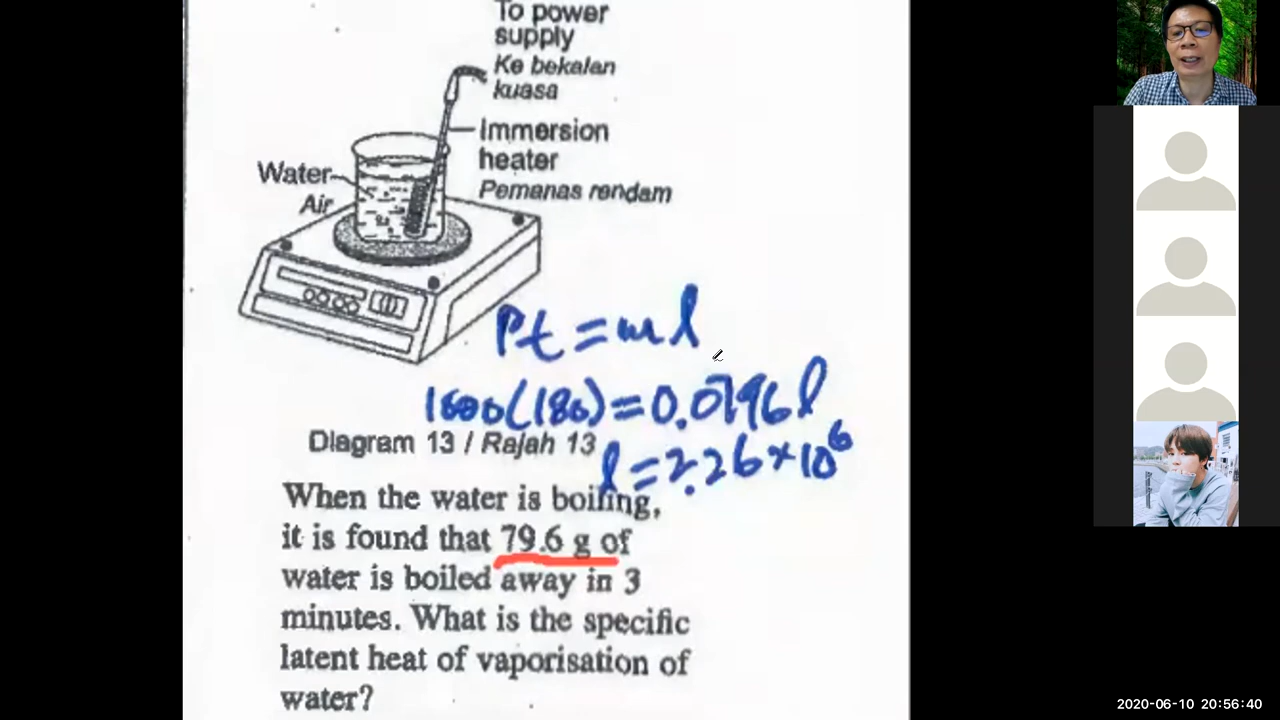 To power
supply
Ke bekalan
kuasa
Immersion
heater
Pemanas rendam
Water
Air
Pt = ml
1000(180) = 0.0796 l
l = 2.26 × 10⁶
Diagram 13 / Rajah 13
When the water is boiling,
it is found that 79.6 g of
water is boiled away in 3
minutes. What is the specific
latent heat of vaporisation of
water?
2020-06-10 20:56:40